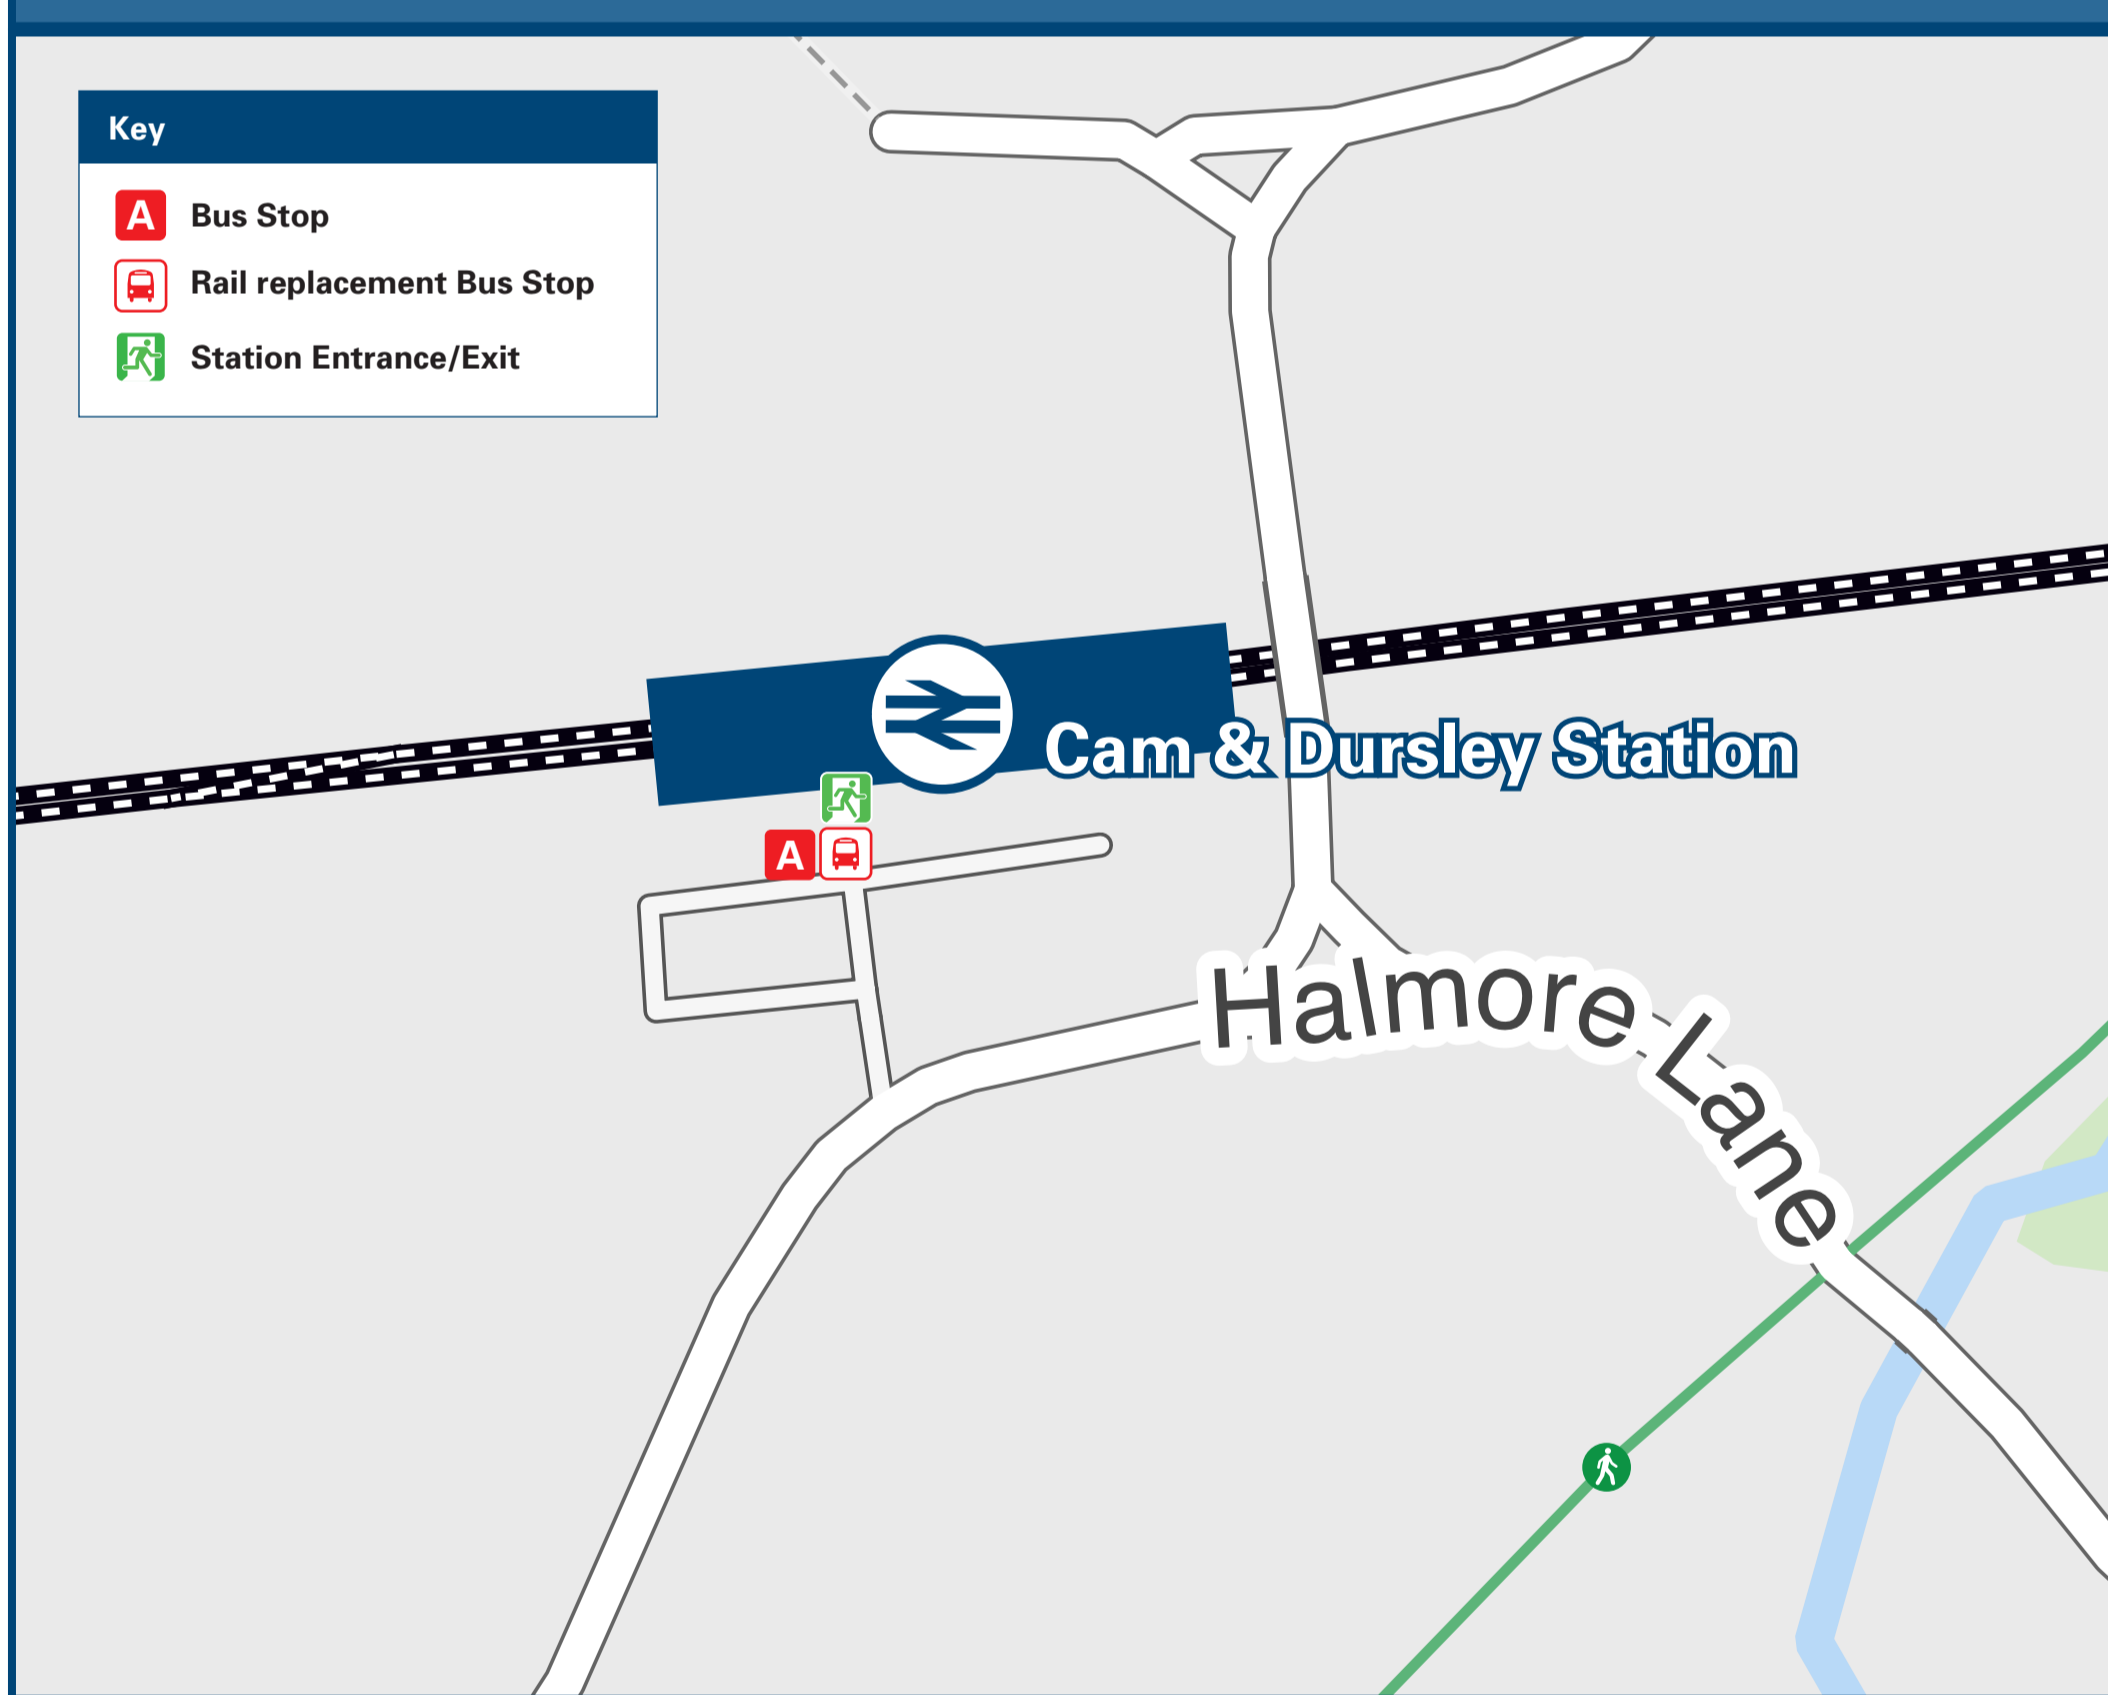 Key
A
Bus Stop
Rail replacement Bus Stop
Station Entrance/Exit
Cam & Dursley Station
A
Halmore Lane